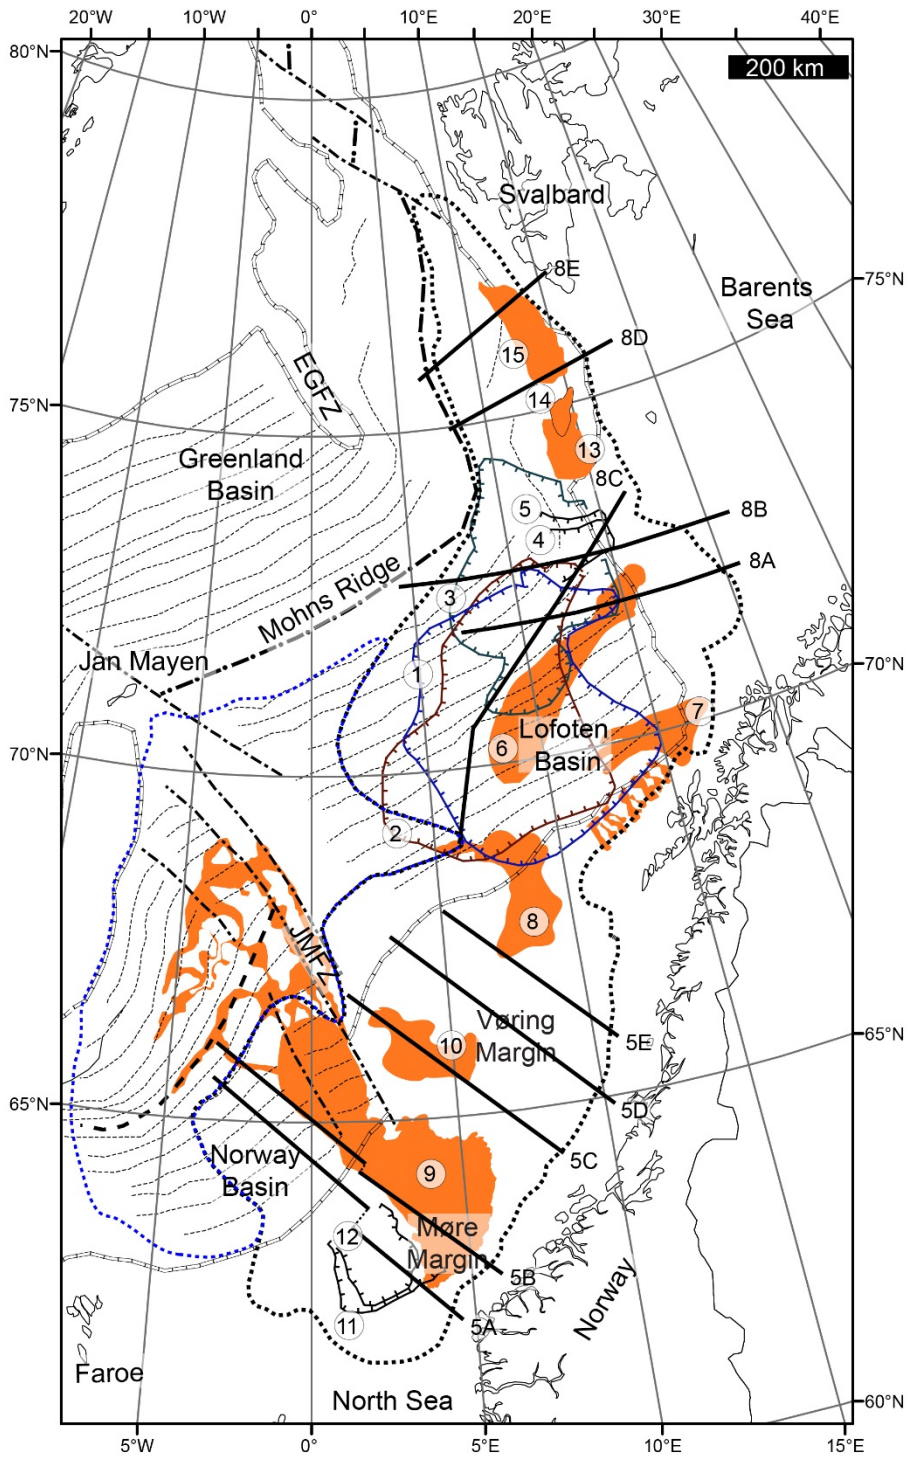 20°W
10°W
0°
10°E
20°E
30°E
40°E
80°N
200 km
Svalbard
8E
75°N
Barents
Sea
8D
15
EGFZ
14
75°N
13
Greenland
Basin
8C
5
8B
4
8A
Mohns Ridge
3
Jan Mayen
70°N
1
7
Lofoten
Basin
6
70°N
2
8
JMFZ
Vøring
Margin
10
5E
65°N
65°N
5D
Norway
Basin
5C
9
Møre
Margin
12
5B
Norway
11
5A
Faroe
North Sea
60°N
5°W
0°
5°E
10°E
15°E